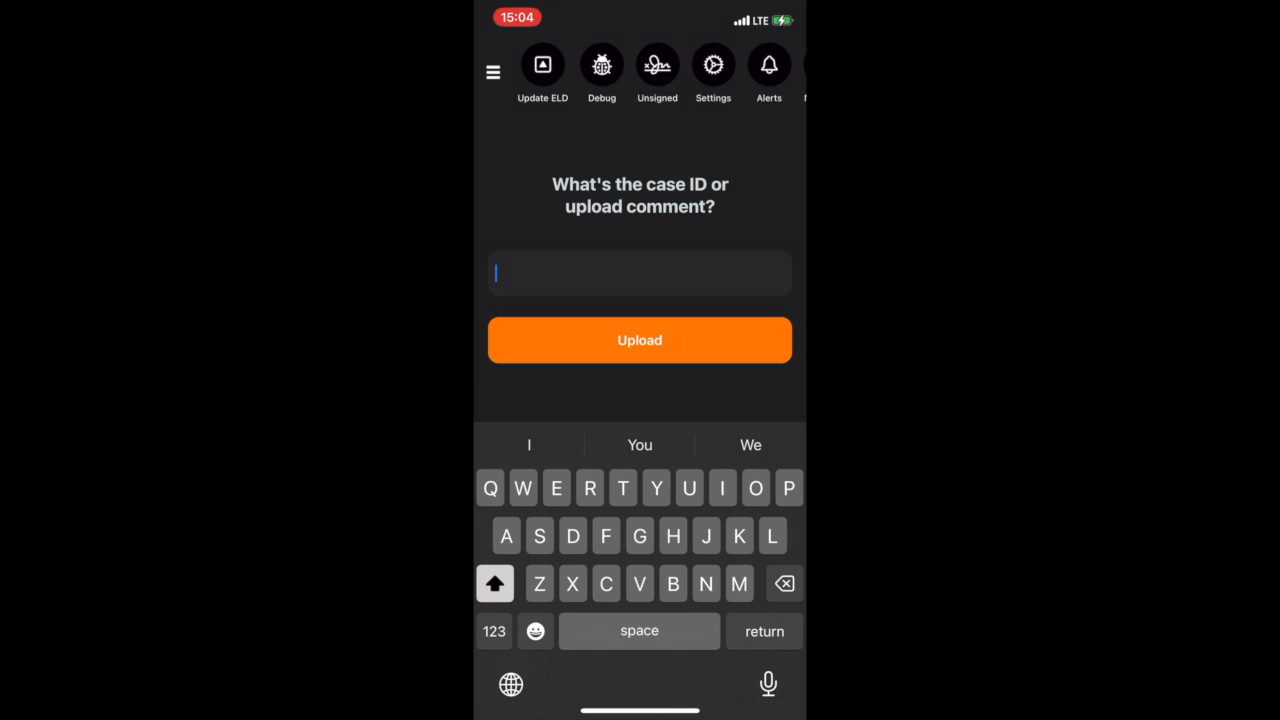 15:04
LTE
Update ELD
Debug
Unsigned
Settings
Alerts
What's the case ID or
upload comment?
Upload
I
You
We
Q W E R T Y U I O P
A S D F G H J K L
Z X C V B N M
123
space
return